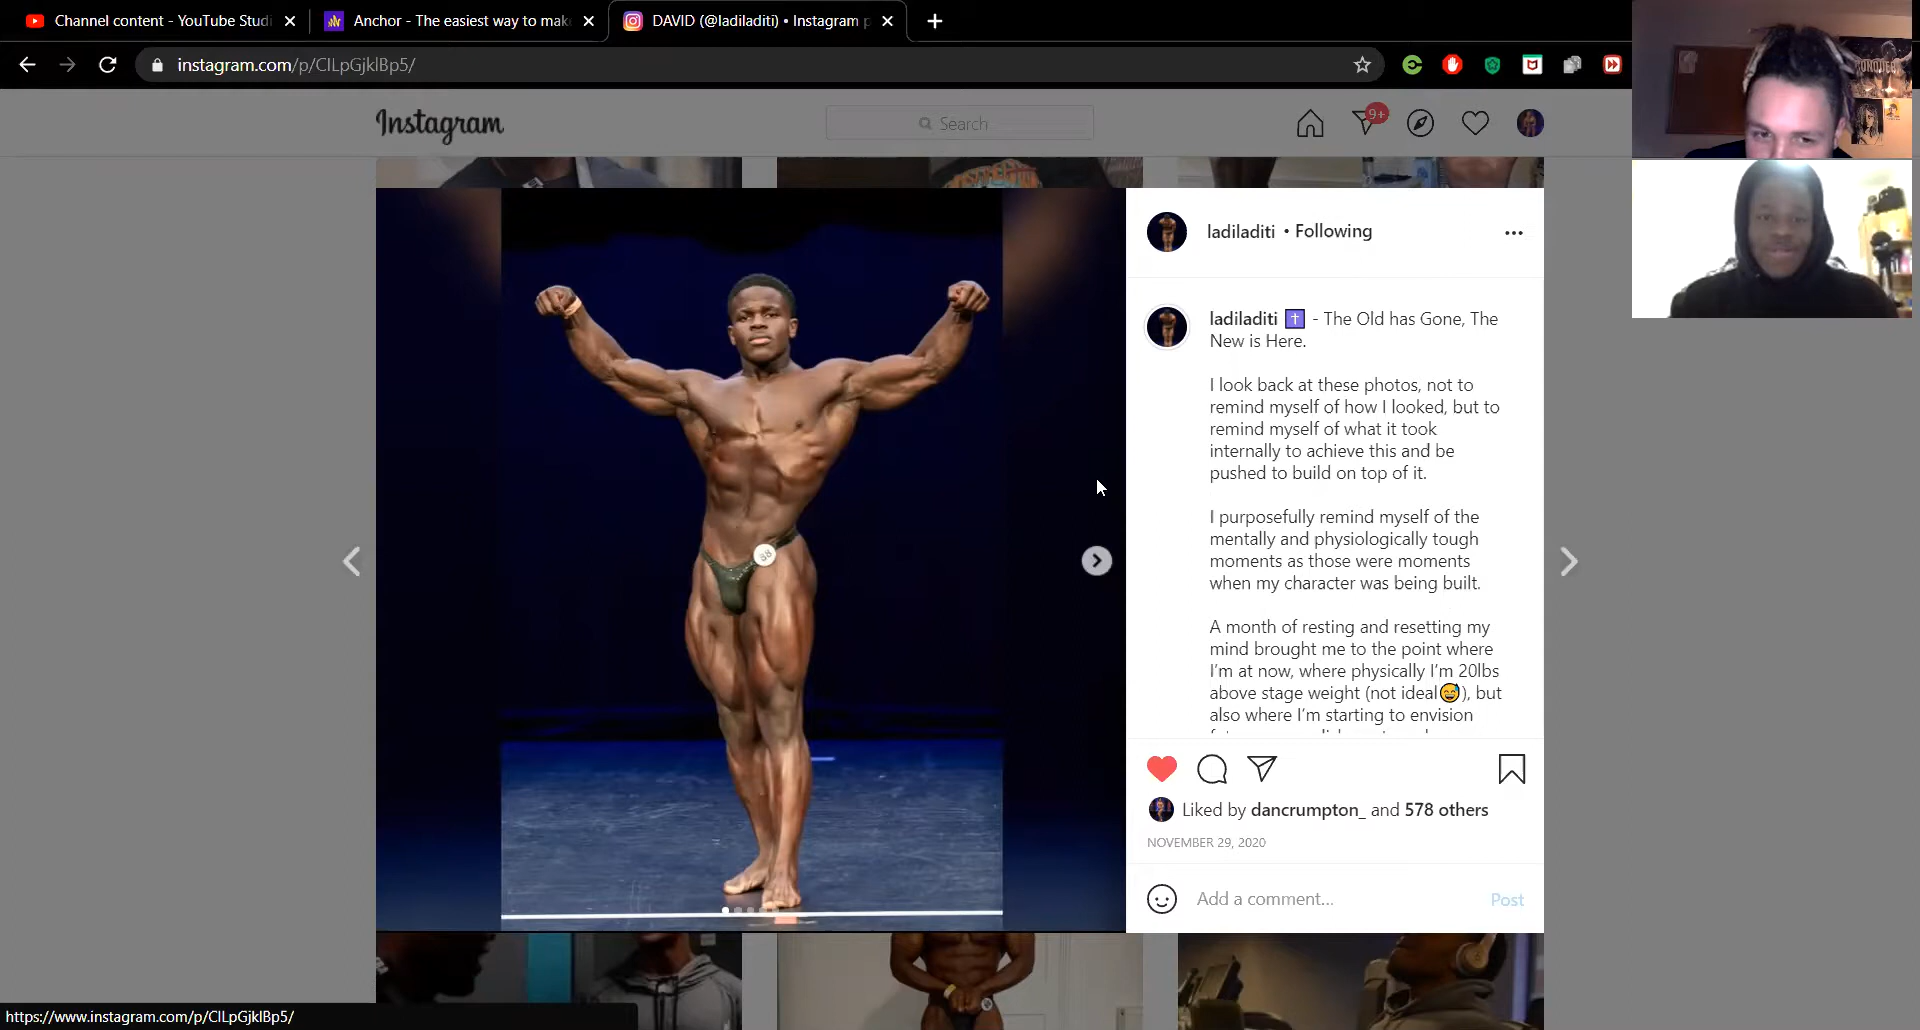 Channel content - YouTube Studi
Anchor - The easiest way to mak
DAVID (@ladiladiti) • Instagram p
instagram.com/p/CILpGjklBp5/
Instagram
Search
9+
ladiladiti • Following
ladiladiti ✝️ - The Old has Gone, The
New is Here.
I look back at these photos, not to
remind myself of how I looked, but to
remind myself of what it took
internally to achieve this and be
pushed to build on top of it.
I purposefully remind myself of the
mentally and physiologically tough
moments as those were moments
when my character was being built.
A month of resting and resetting my
mind brought me to the point where
I'm at now, where physically I'm 20lbs
above stage weight (not ideal😅), but
also where I'm starting to envision
Liked by dancrumpton_ and 578 others
NOVEMBER 29, 2020
Add a comment...
Post
88
CONQUER
https://www.instagram.com/p/CILpGjklBp5/